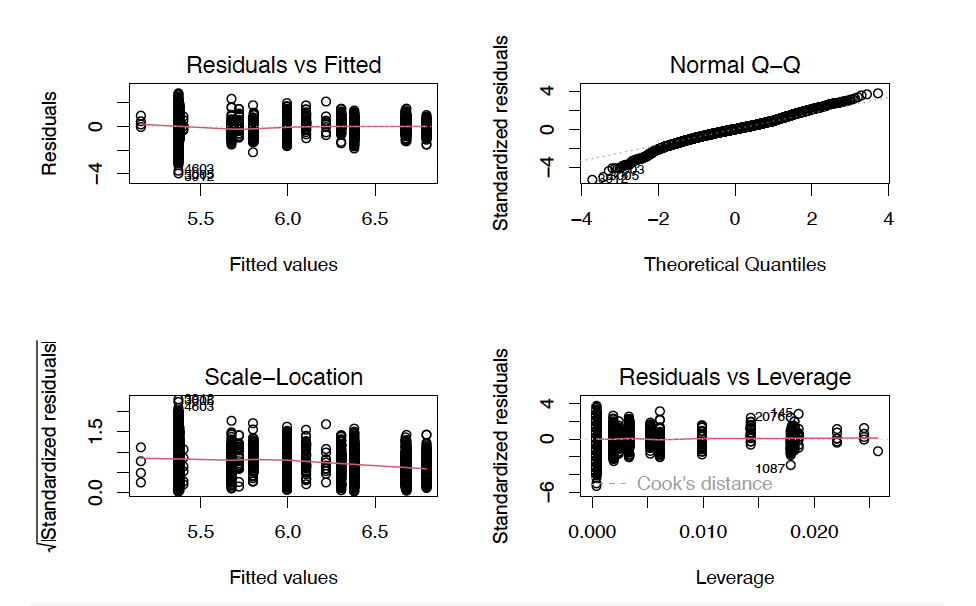 Residuals vs Fitted
Residuals
0
−4
4603
5.5
6.0
6.5
Fitted values
Normal Q−Q
Standardized residuals
4
0
−4
−4
−2
0
2
4
Theoretical Quantiles
Scale−Location
√|Standardized residuals|
1.5
0.0
4603
5.5
6.0
6.5
Fitted values
Residuals vs Leverage
Standardized residuals
4
0
−6
145
1087
Cook's distance
0.000
0.010
0.020
Leverage